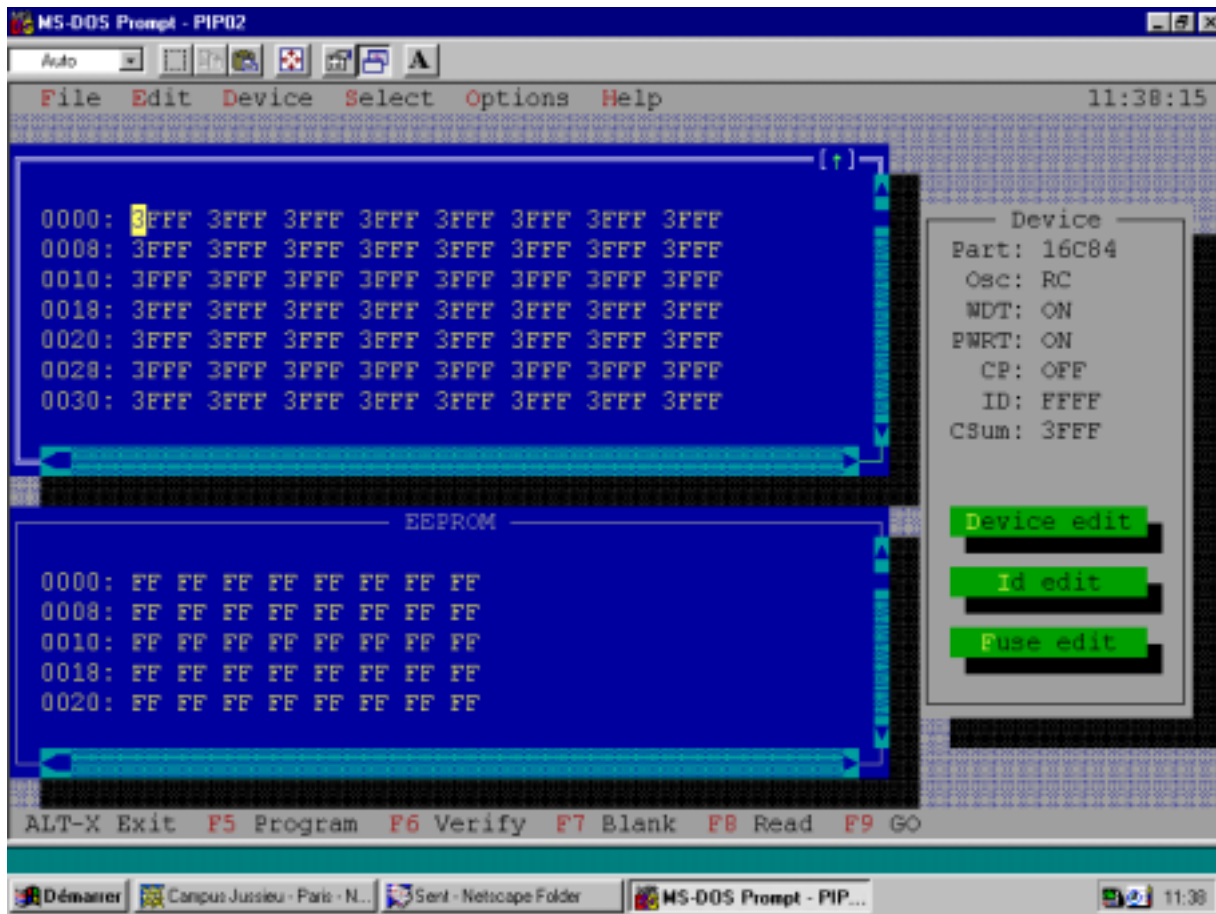 MS-DOS Prompt - PIP02
Auto
A
File Edit Device Select Options Help 11:38:15
[↑]
0000: 3FFF 3FFF 3FFF 3FFF 3FFF 3FFF 3FFF 3FFF
0008: 3FFF 3FFF 3FFF 3FFF 3FFF 3FFF 3FFF 3FFF
0010: 3FFF 3FFF 3FFF 3FFF 3FFF 3FFF 3FFF 3FFF
0018: 3FFF 3FFF 3FFF 3FFF 3FFF 3FFF 3FFF 3FFF
0020: 3FFF 3FFF 3FFF 3FFF 3FFF 3FFF 3FFF 3FFF
0028: 3FFF 3FFF 3FFF 3FFF 3FFF 3FFF 3FFF 3FFF
0030: 3FFF 3FFF 3FFF 3FFF 3FFF 3FFF 3FFF 3FFF
Device
Part: 16C84
Osc: RC
WDT: ON
PWRT: ON
CP: OFF
ID: FFFF
CSum: 3FFF
Device edit
Id edit
Fuse edit
EEPROM
0000: FF FF FF FF FF FF FF FF
0008: FF FF FF FF FF FF FF FF
0010: FF FF FF FF FF FF FF FF
0018: FF FF FF FF FF FF FF FF
0020: FF FF FF FF FF FF FF FF
ALT-X Exit F5 Program F6 Verify F7 Blank F8 Read F9 GO
Démarrer Campus Jussieu - Paris - N... Sent - Netscape Folder MS-DOS Prompt - PIP... 11:38